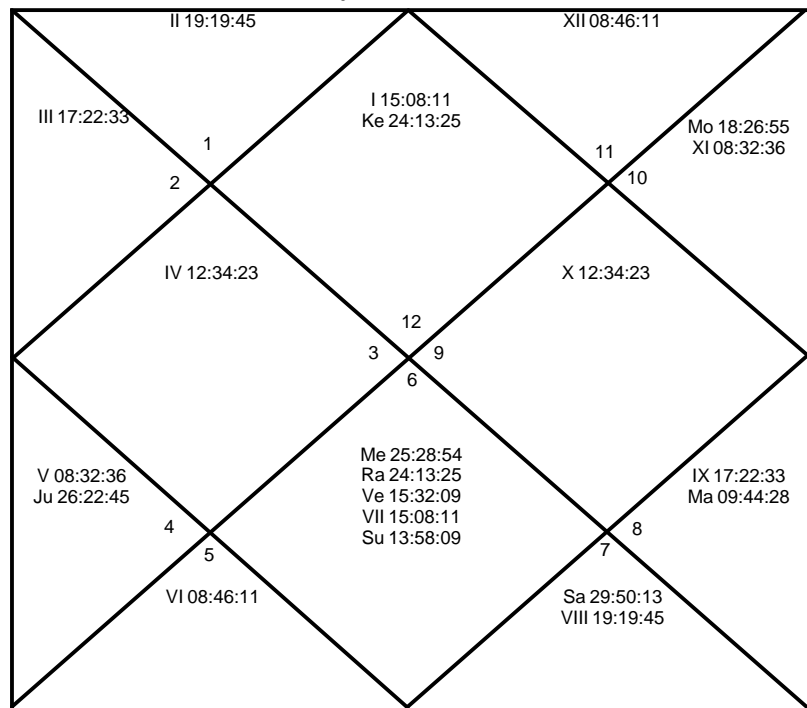 II 19:19:45
XII 08:46:11
I 15:08:11
Ke 24:13:25
III 17:22:33
Mo 18:26:55
XI 08:32:36
1
11
2
10
IV 12:34:23
X 12:34:23
12
3
9
6
Me 25:28:54
Ra 24:13:25
Ve 15:32:09
VII 15:08:11
Su 13:58:09
V 08:32:36
Ju 26:22:45
IX 17:22:33
Ma 09:44:28
4
8
5
7
VI 08:46:11
Sa 29:50:13
VIII 19:19:45